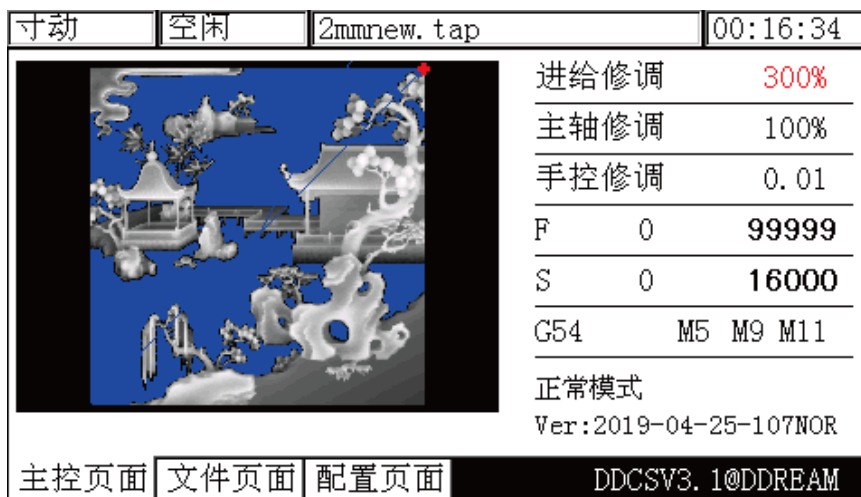 寸动 空闲 2mmnew.tap 00:16:34
进给修调 300%
主轴修调 100%
手控修调 0.01
F 0 99999
S 0 16000
G54 M5 M9 M11
正常模式
Ver:2019-04-25-107NOR
主控页面 文件页面 配置页面 DDCSV3.1@DDREAM